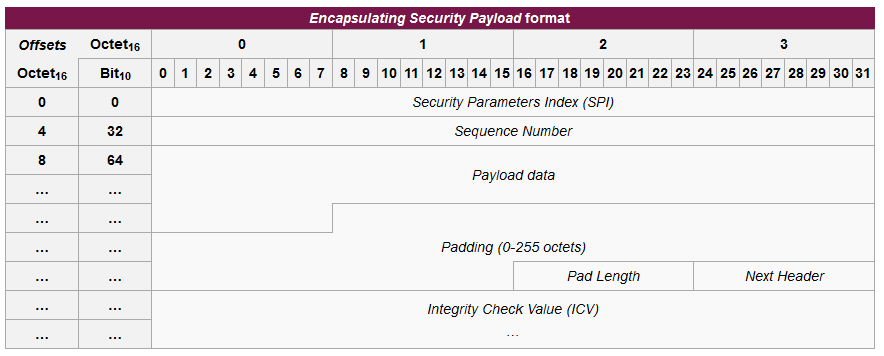 Encapsulating Security Payload format
Offsets Octet16 0 1 2 3
Octet16 Bit10 0 1 2 3 4 5 6 7 8 9 10 11 12 13 14 15 16 17 18 19 20 21 22 23 24 25 26 27 28 29 30 31
0 0 Security Parameters Index (SPI)
4 32 Sequence Number
8 64
Payload data
... ...
... ...
... ... Padding (0-255 octets)
... ... Pad Length Next Header
... ... Integrity Check Value (ICV)
... ... ...